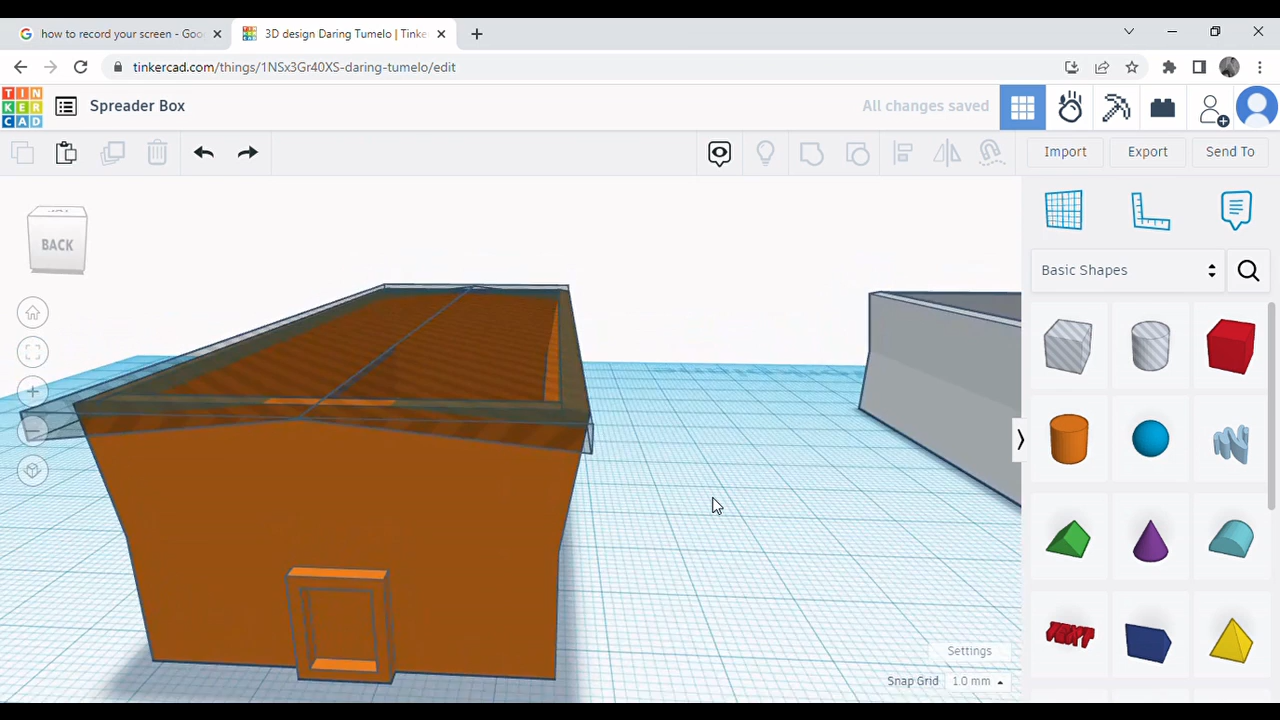 how to record your screen - Goo
3D design Daring Tumelo | Tinke
tinkercad.com/things/1NSx3Gr40XS-daring-tumelo/edit
TIN
KER
CAD
Spreader Box
All changes saved
Import
Export
Send To
BACK
Basic Shapes
TEXT
Settings
Snap Grid
1.0 mm